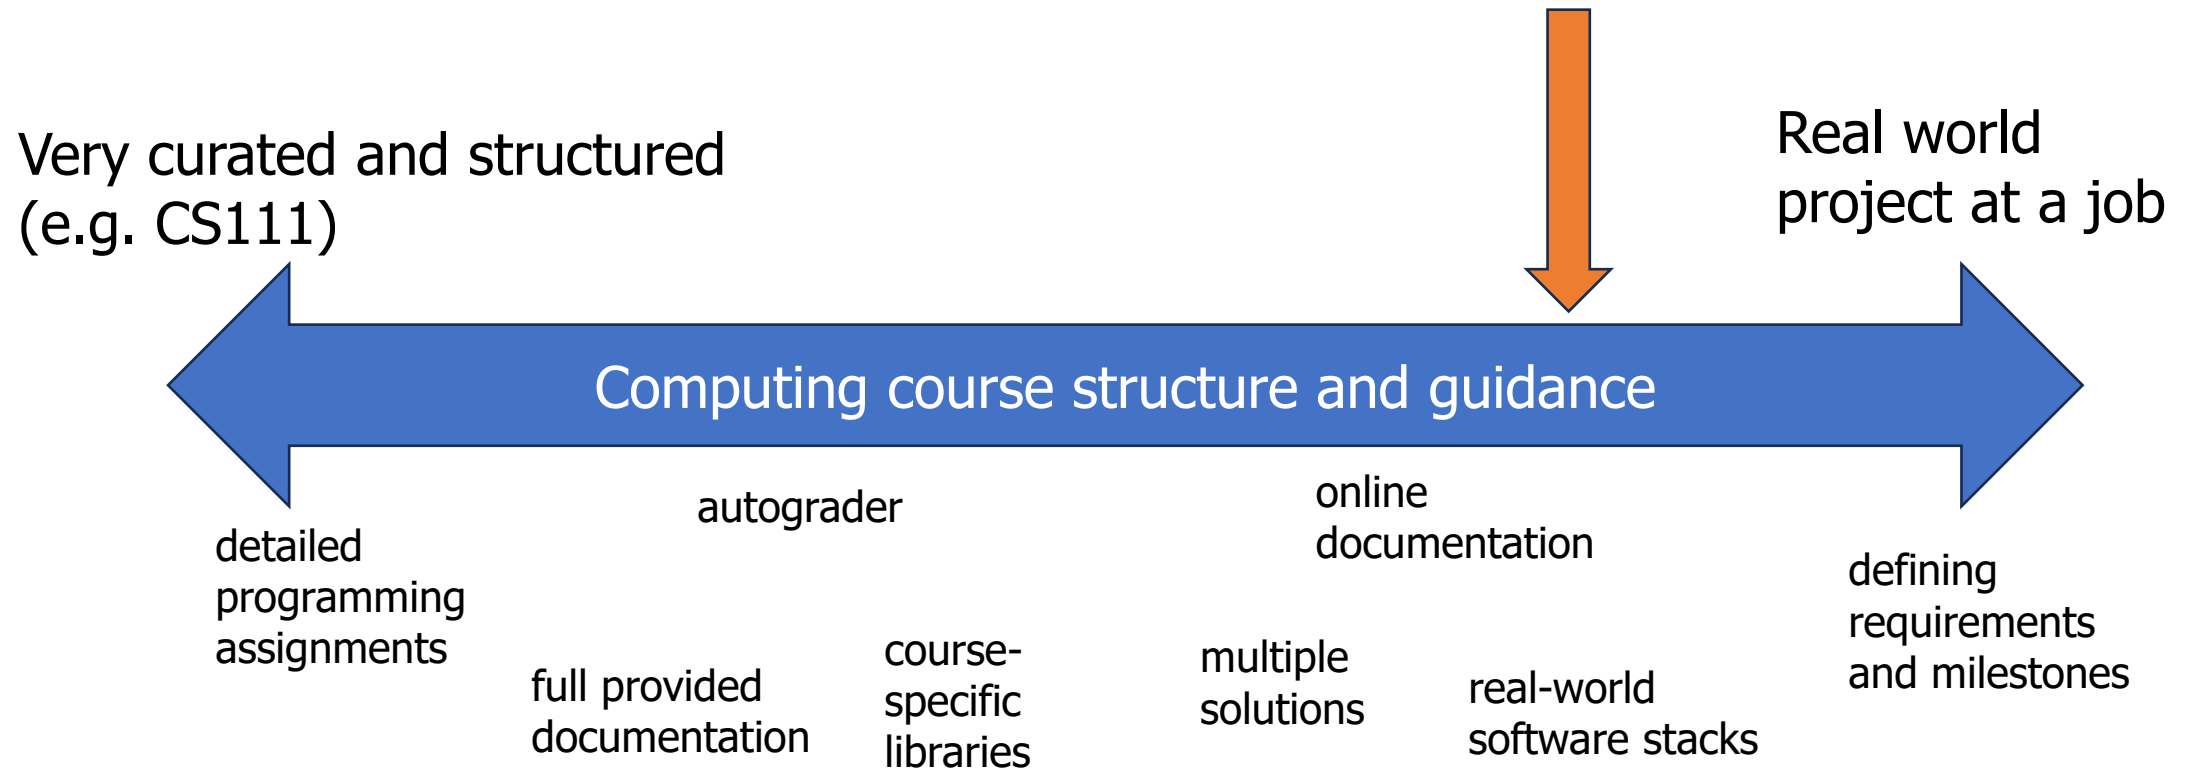 Very curated and structured
(e.g. CS111)
Real world
project at a job
Computing course structure and guidance
detailed
programming
assignments
full provided
documentation
autograder
course-
specific
libraries
multiple
solutions
online
documentation
real-world
software stacks
defining
requirements
and milestones